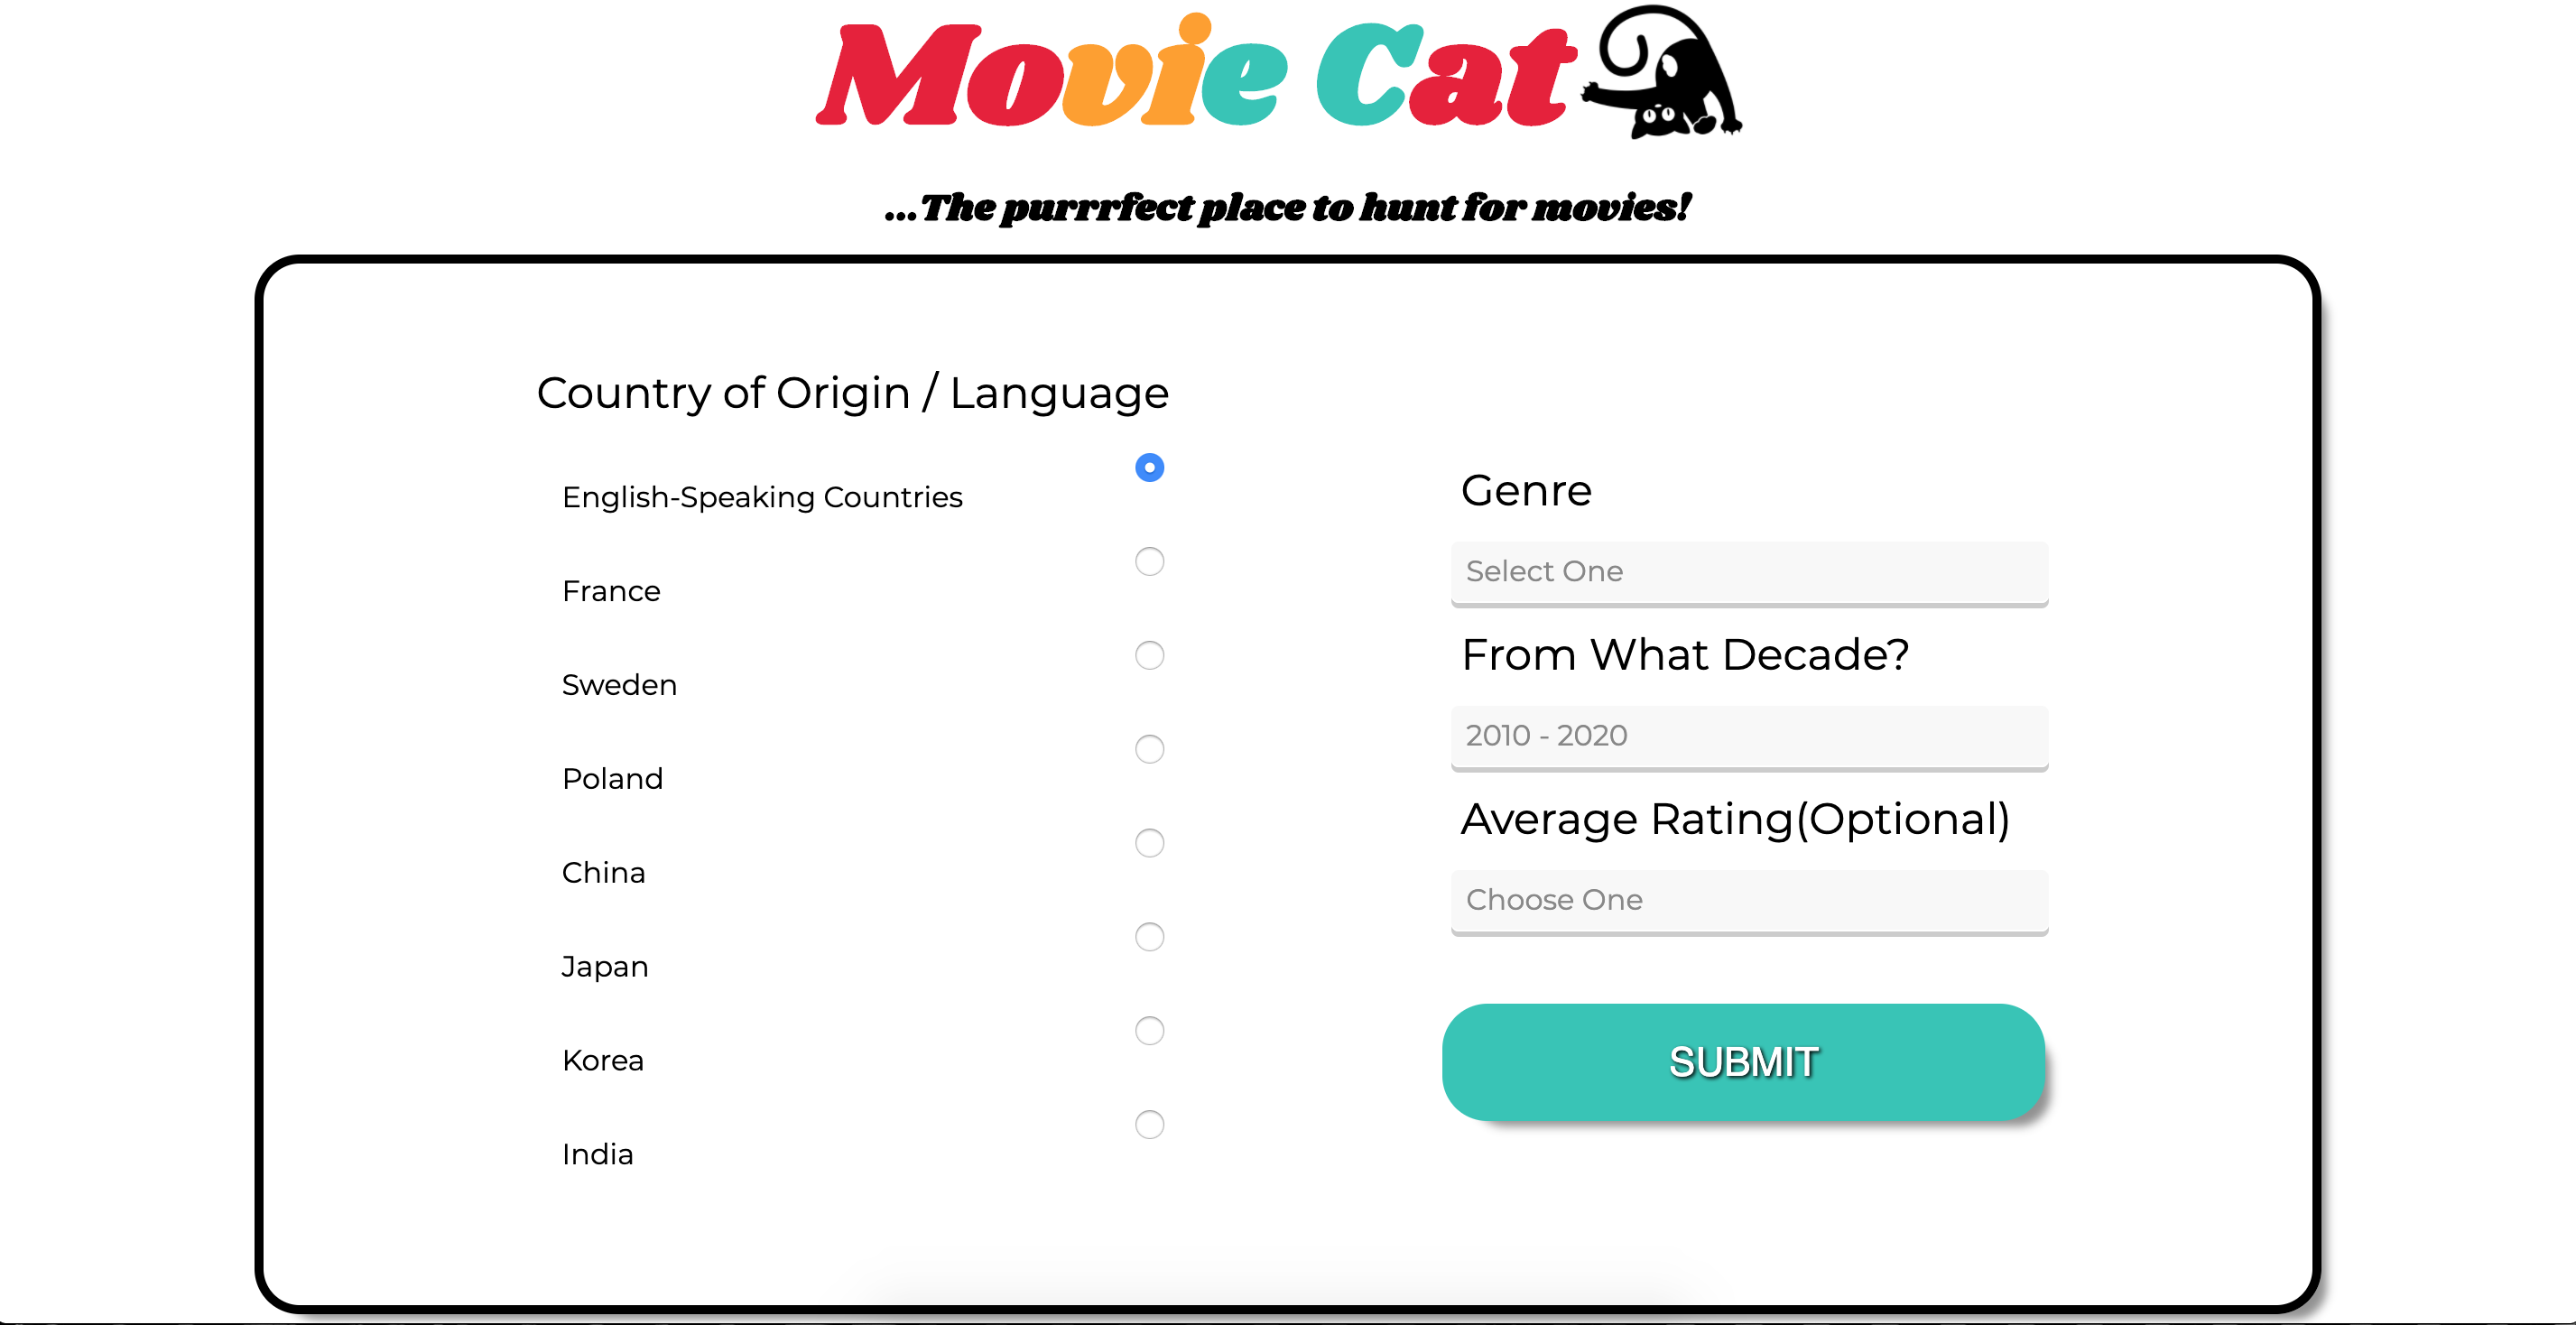 Movie Cat
...The purrrfect place to hunt for movies!
Country of Origin / Language
English-Speaking Countries
France
Sweden
Poland
China
Japan
Korea
India
Genre
Select One
From What Decade?
2010 - 2020
Average Rating(Optional)
Choose One
SUBMIT